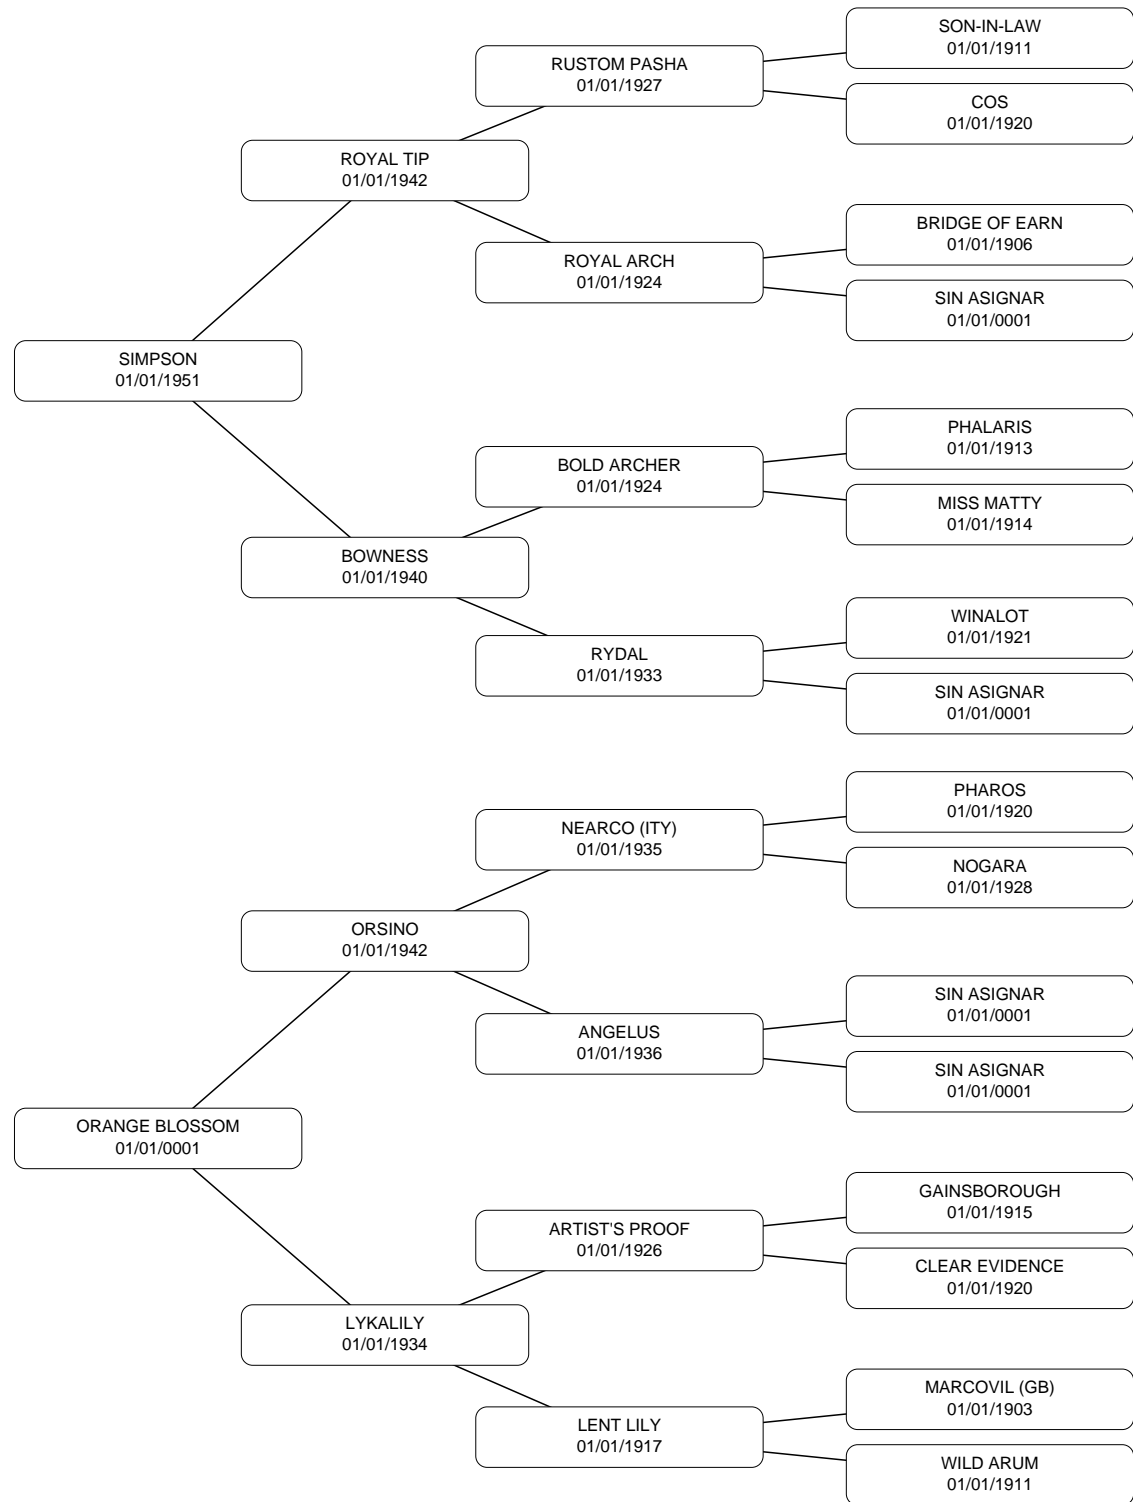 SON-IN-LAW
01/01/1911
RUSTOM PASHA
01/01/1927
COS
01/01/1920
ROYAL TIP
01/01/1942
BRIDGE OF EARN
01/01/1906
ROYAL ARCH
01/01/1924
SIN ASIGNAR
01/01/0001
SIMPSON
01/01/1951
PHALARIS
01/01/1913
BOLD ARCHER
01/01/1924
MISS MATTY
01/01/1914
BOWNESS
01/01/1940
WINALOT
01/01/1921
RYDAL
01/01/1933
SIN ASIGNAR
01/01/0001
PHAROS
01/01/1920
NEARCO (ITY)
01/01/1935
NOGARA
01/01/1928
ORSINO
01/01/1942
SIN ASIGNAR
01/01/0001
ANGELUS
01/01/1936
SIN ASIGNAR
01/01/0001
ORANGE BLOSSOM
01/01/0001
GAINSBOROUGH
01/01/1915
ARTIST'S PROOF
01/01/1926
CLEAR EVIDENCE
01/01/1920
LYKALILY
01/01/1934
MARCOVIL (GB)
01/01/1903
LENT LILY
01/01/1917
WILD ARUM
01/01/1911